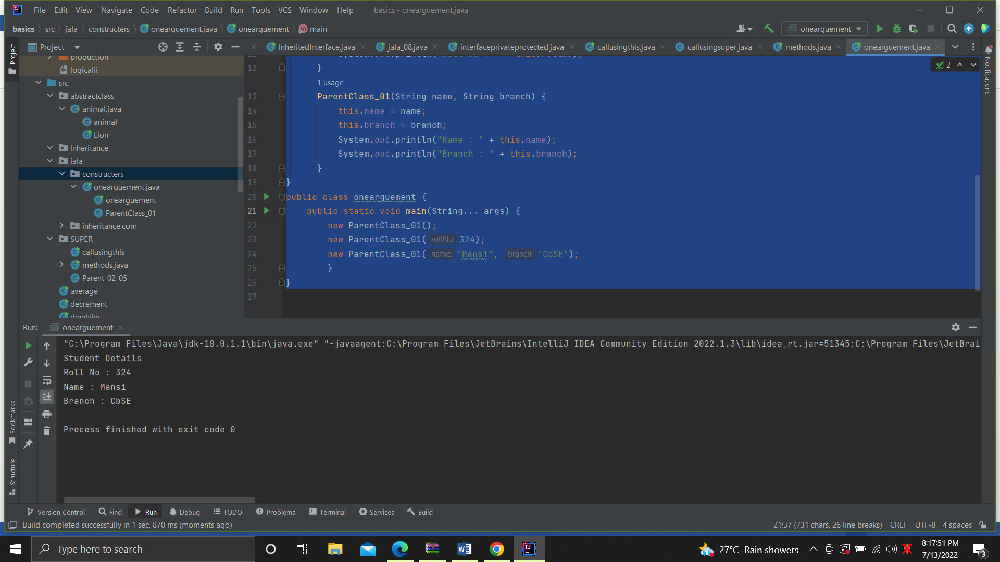 File Edit View Navigate Code Refactor Build Run Tools VCS Window Help basics - onearguement.java
basics src jala constructers onearguement.java onearguement main
onearguement
Project
InheritedInterface.java jala_08.java interfaceprivateprotected.java callusingthis.java callusingsuper.java methods.java onearguement.java
Project
Notifications
production
logicalii
src
abstractclass
animal.java
animal
Lion
inheritance
jala
constructers
onearguement.java
onearguement
ParentClass_01
inheritance.com
SUPER
callusingthis
methods.java
Parent_02_05
average
decrement
dowhilw
2
12 }
1 usage
13 ParentClass_01(String name, String branch) {
14 this.name = name;
15 this.branch = branch;
16 System.out.println("Name : " + this.name);
17 System.out.println("Branch : " + this.branch);
18 }
19 }
20 public class onearguement {
21 public static void main(String... args) {
22 new ParentClass_01();
23 new ParentClass_01( rollNo: 324);
24 new ParentClass_01( name: "Mansi", branch: "CbSE");
25 }
26 }
27
Run: onearguement
"C:\Program Files\Java\jdk-18.0.1.1\bin\java.exe" "-javaagent:C:\Program Files\JetBrains\IntelliJ IDEA Community Edition 2022.1.3\lib\idea_rt.jar=51345:C:\Program Files\JetBrai
Student Details
Roll No : 324
Name : Mansi
Branch : CbSE
Process finished with exit code 0
Bookmarks
Structure
Version Control Find Run Debug TODO Problems Terminal Services Build
Build completed successfully in 1 sec, 870 ms (moments ago) 21:37 (731 chars, 26 line breaks) CRLF UTF-8 4 spaces
Type here to search
27°C Rain showers
8:17:51 PM
7/13/2022
3